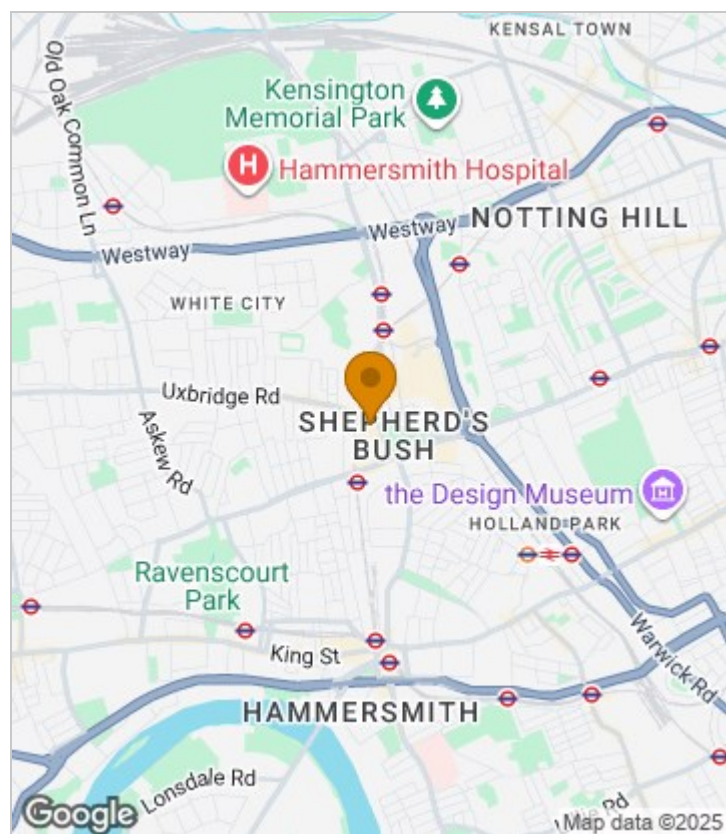 KENSAL TOWN
Old Oak Common Ln
Kensington
Memorial Park
H
Hammersmith Hospital
Westway
NOTTING HILL
Westway
WHITE CITY
Uxbridge Rd
SHEPHERD'S
BUSH
Askew Rd
the Design Museum
HOLLAND PARK
Ravenscourt
Park
King St
Warwick Rd
HAMMERSMITH
Lonsdale Rd
Rd
Google
Map data ©2025